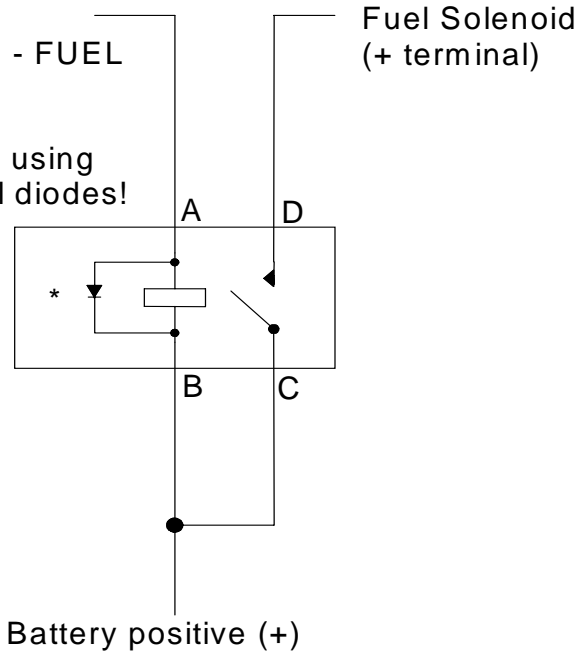 - FUEL
Fuel Solenoid
(+ terminal)
using
diodes!
A
D
*
B
C
Battery positive (+)